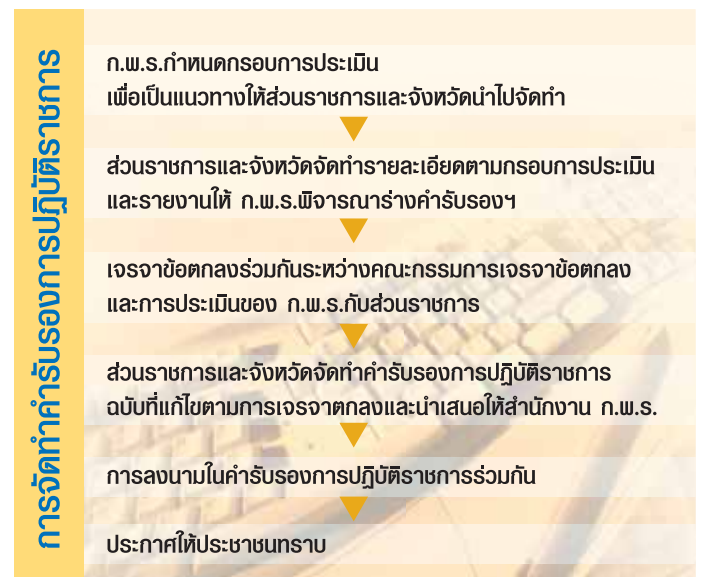 การจัดทำคำรับรองการปฏิบัติราชการ
ก.พ.ร.กำหนดกรอบการประเมิน
เพื่อเป็นแนวทางให้ส่วนราชการและจังหวัดนำไปจัดทำ
ส่วนราชการและจังหวัดจัดทำรายละเอียดตามกรอบการประเมิน
และรายงานให้ ก.พ.ร.พิจารณาร่างคำรับรองฯ
เจรจาข้อตกลงร่วมกันระหว่างคณะกรรมการเจรจาข้อตกลง
และการประเมินของ ก.พ.ร.กับส่วนราชการ
ส่วนราชการและจังหวัดจัดทำคำรับรองการปฏิบัติราชการ
ฉบับที่แก้ไขตามการเจรจาตกลงและนำเสนอให้สำนักงาน ก.พ.ร.
การลงนามในคำรับรองการปฏิบัติราชการร่วมกัน
ประกาศให้ประชาชนทราบ